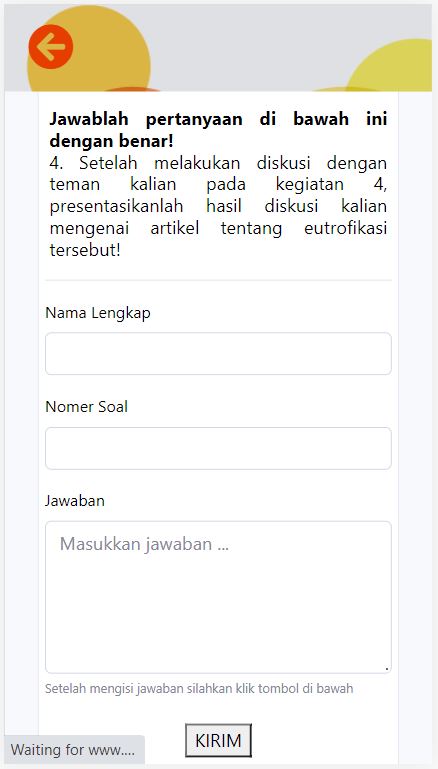 Jawablah pertanyaan di bawah ini
dengan benar!
4. Setelah melakukan diskusi dengan
teman kalian pada kegiatan 4,
presentasikanlah hasil diskusi kalian
mengenai artikel tentang eutrofikasi
tersebut!
Nama Lengkap
Nomer Soal
Jawaban
Masukkan jawaban ...
Setelah mengisi jawaban silahkan klik tombol di bawah
KIRIM
Waiting for www....